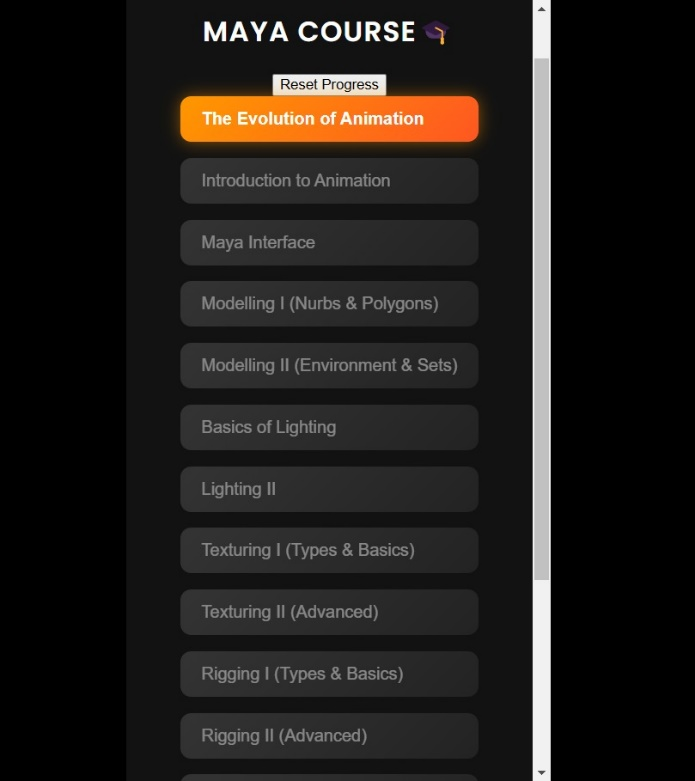 MAYA COURSE
Reset Progress
The Evolution of Animation
Introduction to Animation
Maya Interface
Modelling I (Nurbs & Polygons)
Modelling II (Environment & Sets)
Basics of Lighting
Lighting II
Texturing I (Types & Basics)
Texturing II (Advanced)
Rigging I (Types & Basics)
Rigging II (Advanced)